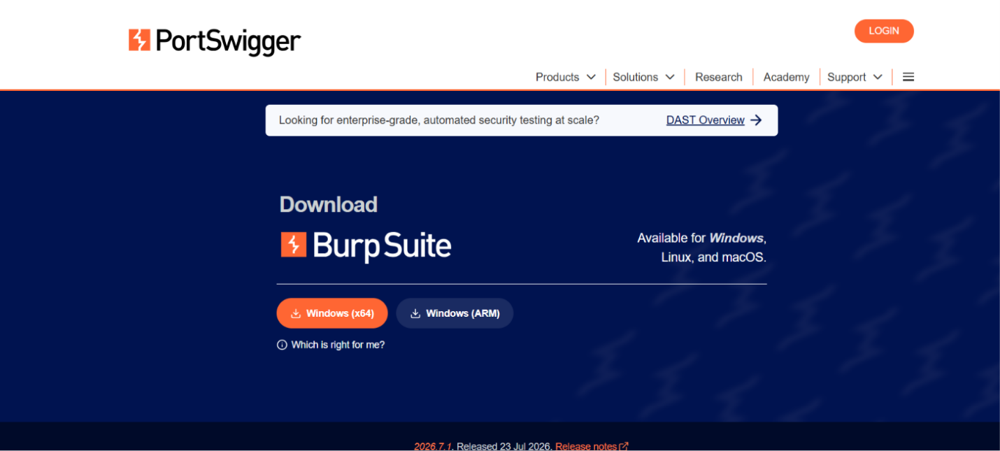 PortSwigger
LOGIN
Products
Solutions
Research
Academy
Support
Looking for enterprise-grade, automated security testing at scale?
DAST Overview
Download
Burp Suite
Available for Windows,
Linux, and macOS.
Windows (x64)
Windows (ARM)
Which is right for me?
2026.7.1. Released 23 Jul 2026. Release notes